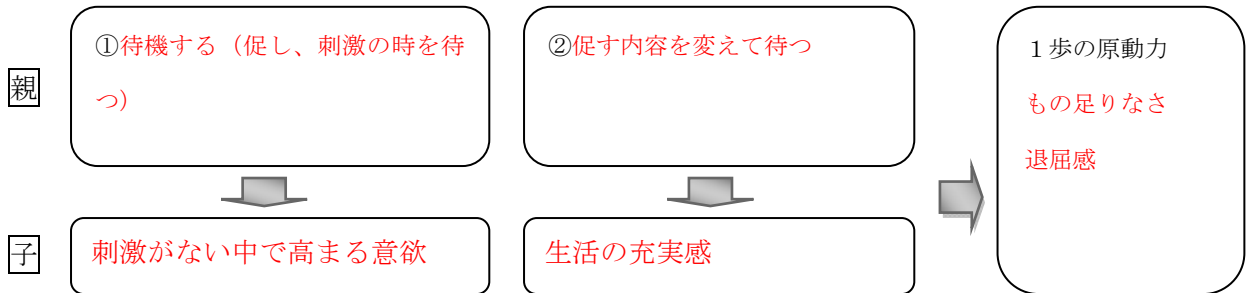 親
①待機する（促し、刺激の時を待
つ）
②促す内容を変えて待つ
１歩の原動力
もの足りなさ
退屈感
子
刺激がない中で高まる意欲
生活の充実感